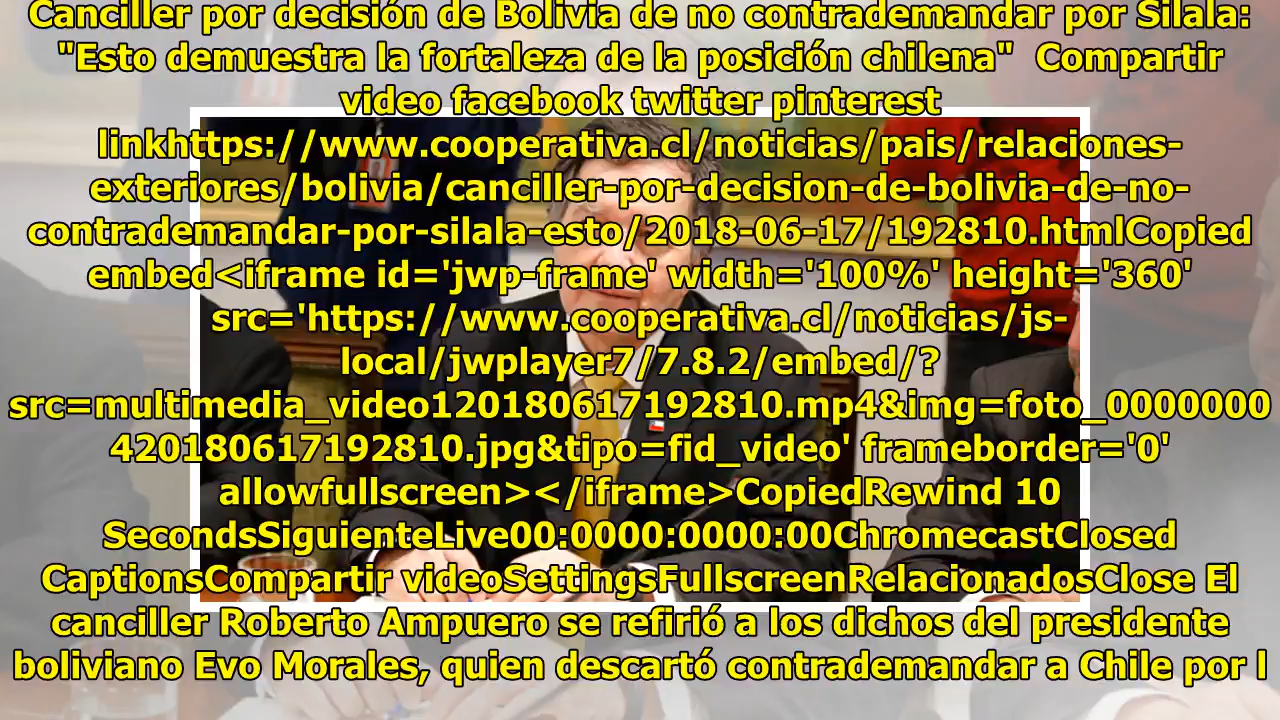 Canciller por decisión de Bolivia de no contrademandar por Silala:
"Esto demuestra la fortaleza de la posición chilena"  Compartir
video facebook twitter pinterest
linkhttps://www.cooperativa.cl/noticias/pais/relaciones-
exteriores/bolivia/canciller-por-decision-de-bolivia-de-no-
contrademandar-por-silala-esto/2018-06-17/192810.htmlCopied
embed<iframe id='jwp-frame' width='100%' height='360'
src='https://www.cooperativa.cl/noticias/js-
local/jwplayer7/7.8.2/embed/?
src=multimedia_video120180617192810.mp4&img=foto_0000000
420180617192810.jpg&tipo=fid_video' frameborder='0'
allowfullscreen></iframe>CopiedRewind 10
SecondsSiguienteLive00:0000:0000:00ChromecastClosed
CaptionsCompartir videoSettingsFullscreenRelacionadosClose El
canciller Roberto Ampuero se refirió a los dichos del presidente
boliviano Evo Morales, quien descartó contrademandar a Chile por l